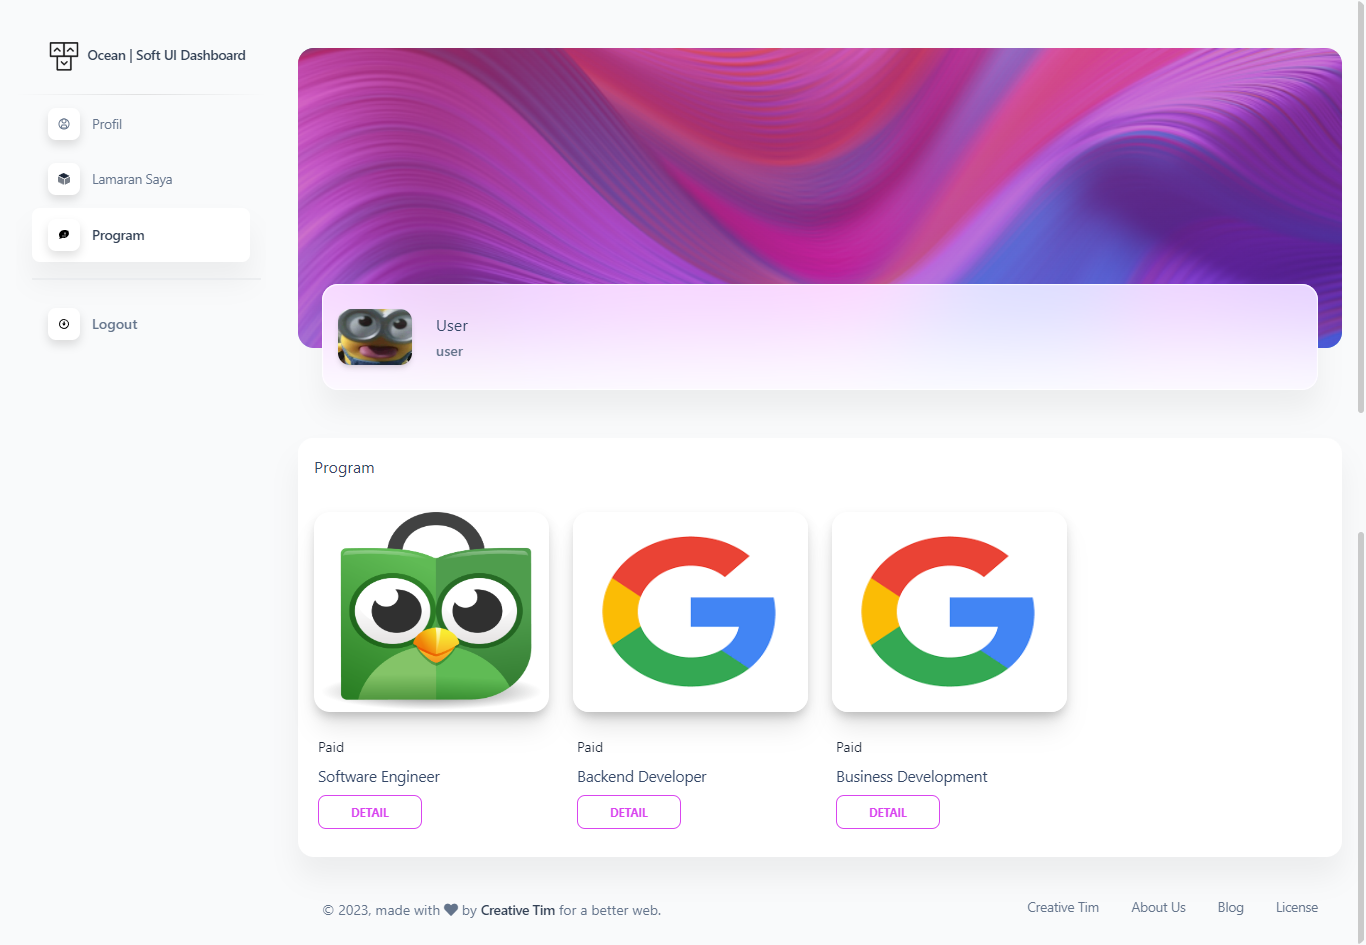 Ocean | Soft UI Dashboard
Profil
Lamaran Saya
Program
Logout
User
user
Program
Paid
Software Engineer
DETAIL
Paid
Backend Developer
DETAIL
Paid
Business Development
DETAIL
© 2023, made with by Creative Tim for a better web.
Creative Tim
About Us
Blog
License